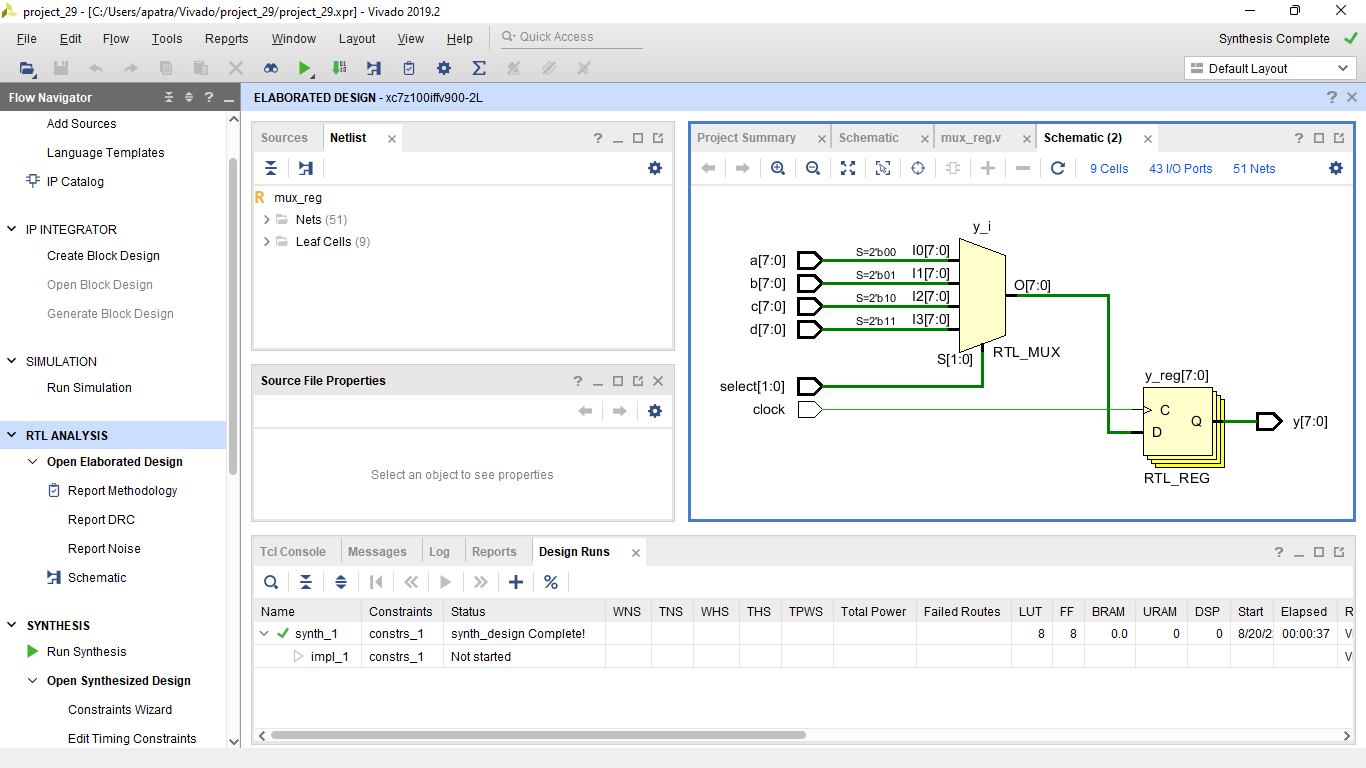 project_29 - [C:/Users/apatra/Vivado/project_29/project_29.xpr] - Vivado 2019.2
File Edit Flow Tools Reports Window Layout View Help Quick Access Synthesis Complete
Default Layout
Flow Navigator
ELABORATED DESIGN - xc7z100iffv900-2L
Add Sources
Language Templates
IP Catalog
IP INTEGRATOR
Create Block Design
Open Block Design
Generate Block Design
SIMULATION
Run Simulation
RTL ANALYSIS
Open Elaborated Design
Report Methodology
Report DRC
Report Noise
Schematic
SYNTHESIS
Run Synthesis
Open Synthesized Design
Constraints Wizard
Edit Timing Constraints
Sources Netlist
mux_reg
Nets (51)
Leaf Cells (9)
Source File Properties
Select an object to see properties
Project Summary Schematic mux_reg.v Schematic (2)
9 Cells 43 I/O Ports 51 Nets
y_i
a[7:0] S=2'b00 I0[7:0]
b[7:0] S=2'b01 I1[7:0]
c[7:0] S=2'b10 I2[7:0]
d[7:0] S=2'b11 I3[7:0]
O[7:0]
S[1:0] RTL_MUX
select[1:0]
clock
y_reg[7:0]
C
D
Q
y[7:0]
RTL_REG
Tcl Console Messages Log Reports Design Runs
Name Constraints Status WNS TNS WHS THS TPWS Total Power Failed Routes LUT FF BRAM URAM DSP Start Elapsed R
synth_1 constrs_1 synth_design Complete! 8 8 0.0 0 0 8/20/2 00:00:37 Vi
impl_1 constrs_1 Not started Vi